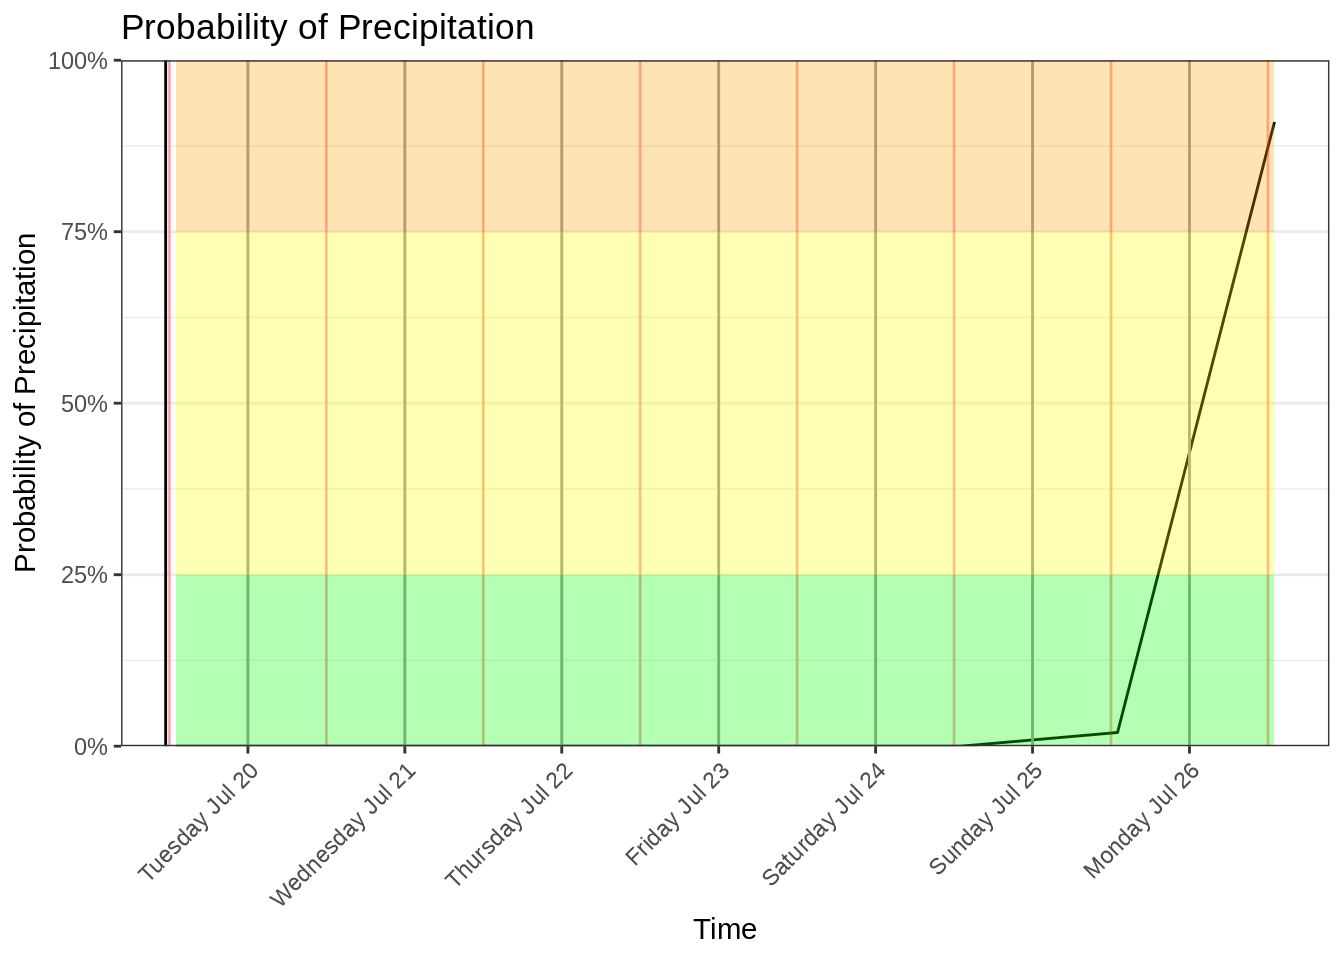 Probability of Precipitation
Probability of Precipitation
100%
75%
50%
25%
0%
Tuesday Jul 20
Wednesday Jul 21
Thursday Jul 22
Friday Jul 23
Saturday Jul 24
Sunday Jul 25
Monday Jul 26
Time